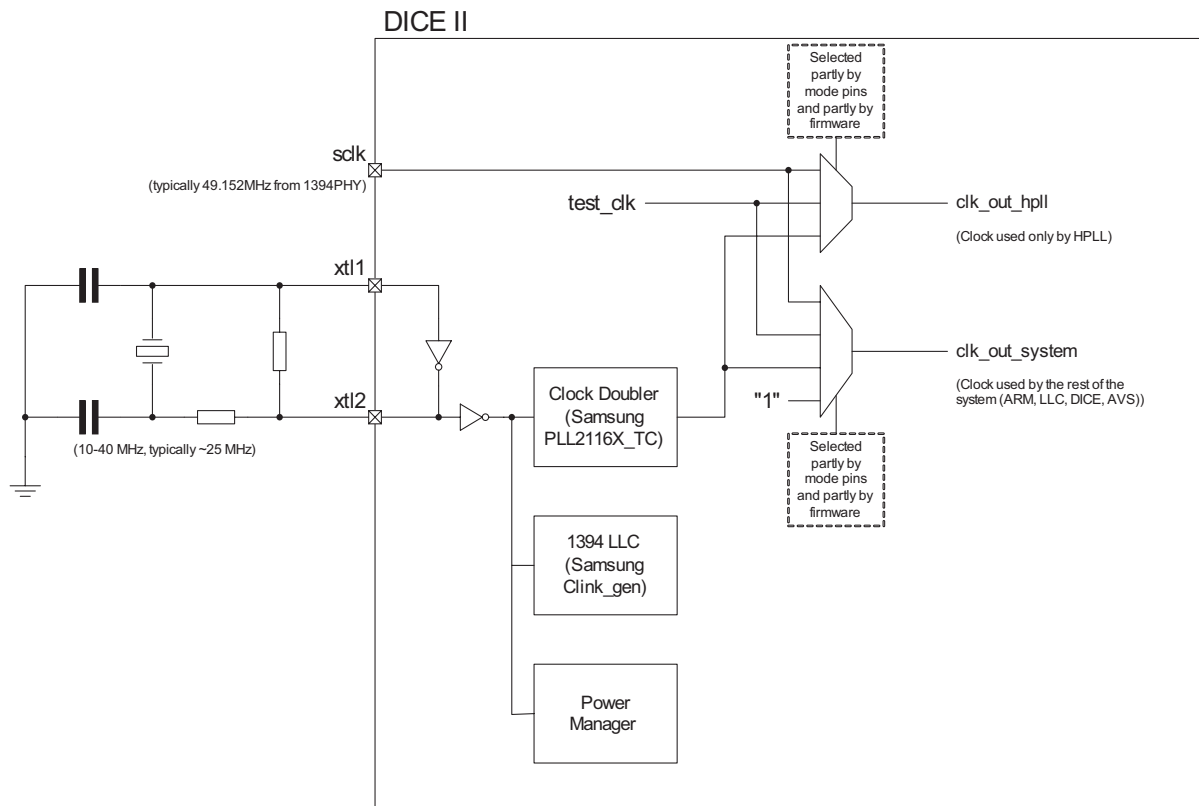 DICE II
Selected
partly by
mode pins
and partly by
firmware
sclk
(typically 49.152MHz from 1394PHY)
test_clk
clk_out_hpll
(Clock used only by HPLL)
xtl1
clk_out_system
(Clock used by the rest of the
system (ARM, LLC, DICE, AVS))
"1"
xtl2
(10-40 MHz, typically ~25 MHz)
Clock Doubler
(Samsung
PLL2116X_TC)
Selected
partly by
mode pins
and partly by
firmware
1394 LLC
(Samsung
Clink_gen)
Power
Manager